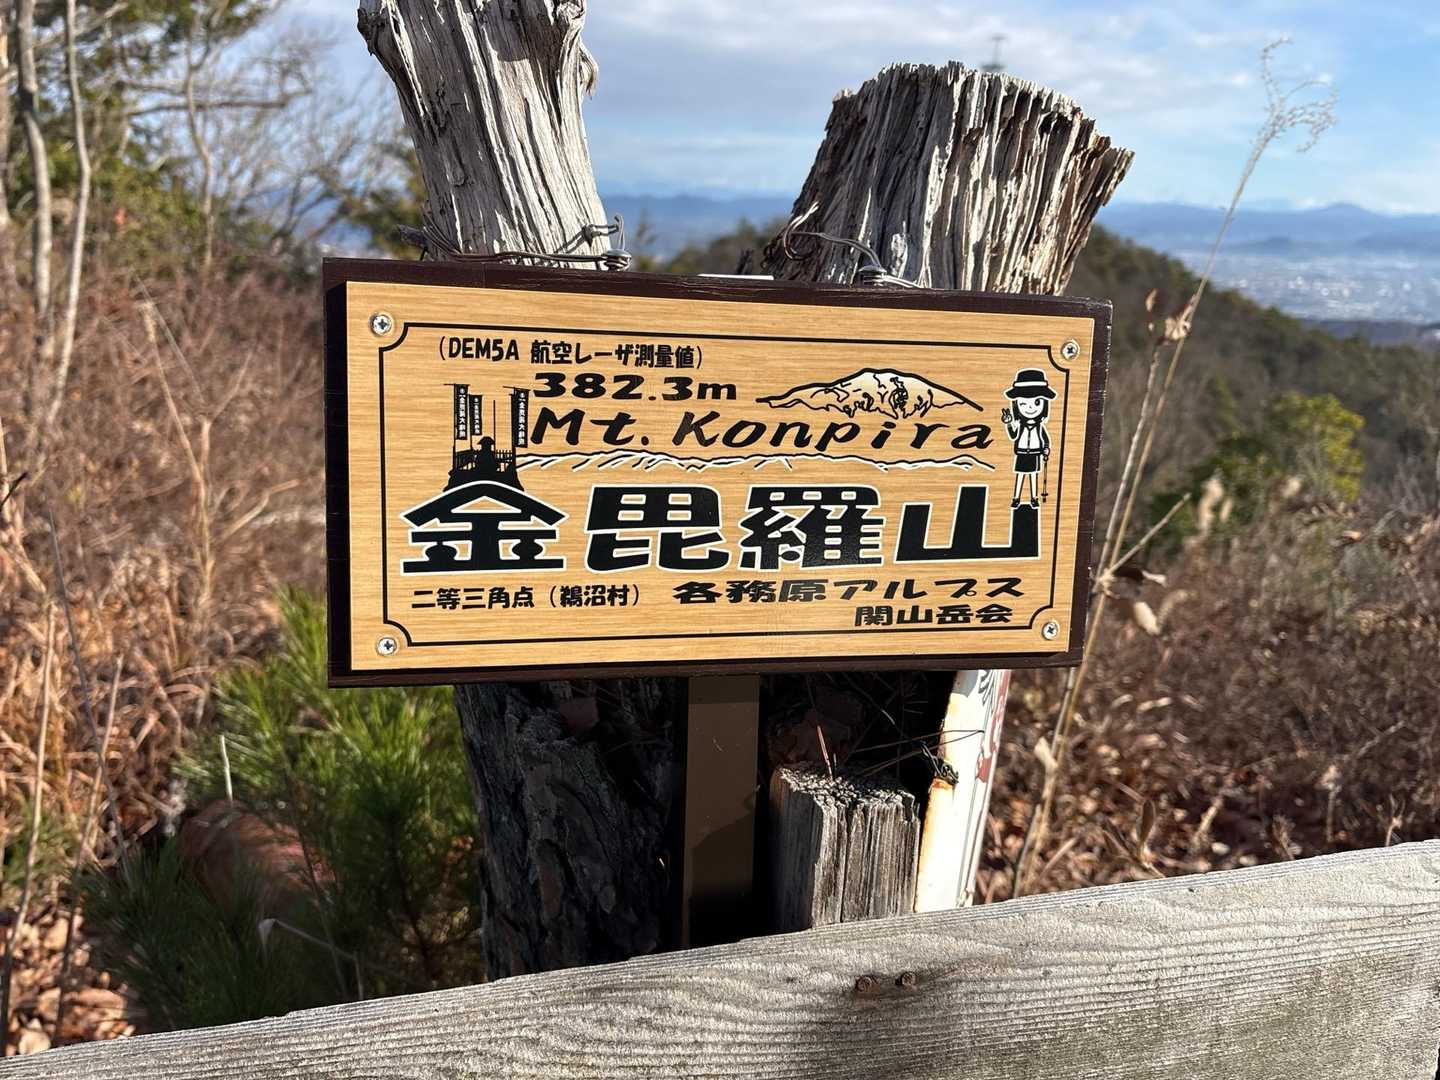 (DEM5A 航空レーザ測量値)
382.3m
Mt. Konpira
金毘羅山
二等三角点（鵜沼村）
各務原アルプス
関山岳会